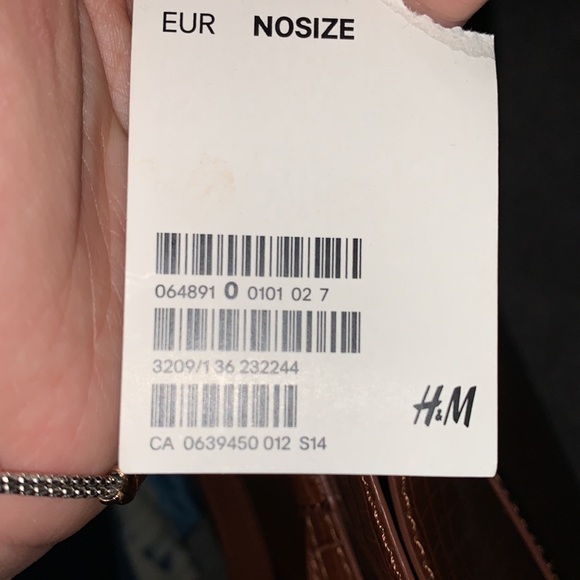 EUR NOSIZE
064891 0 0101 02 7
3209/1 36 232244
H&M
CA 0639450 012 S14